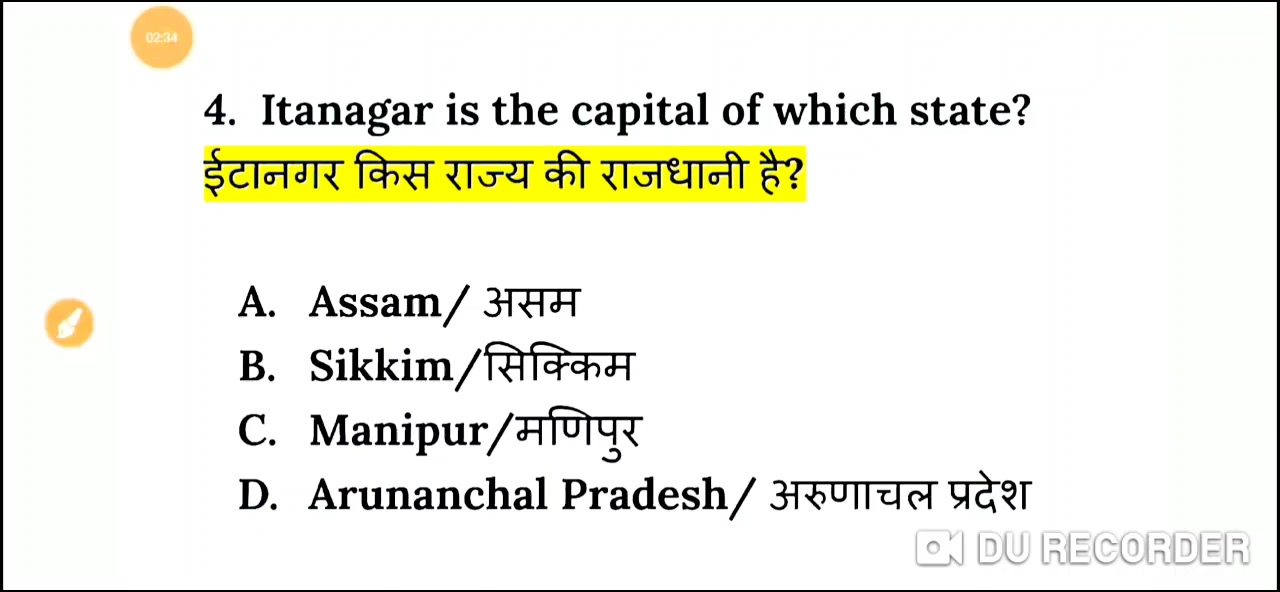 02:34
4. Itanagar is the capital of which state?
ईटानगर किस राज्य की राजधानी है?
A. Assam/ असम
B. Sikkim/सिक्किम
C. Manipur/मणिपुर
D. Arunanchal Pradesh/ अरुणाचल प्रदेश
DU RECORDER